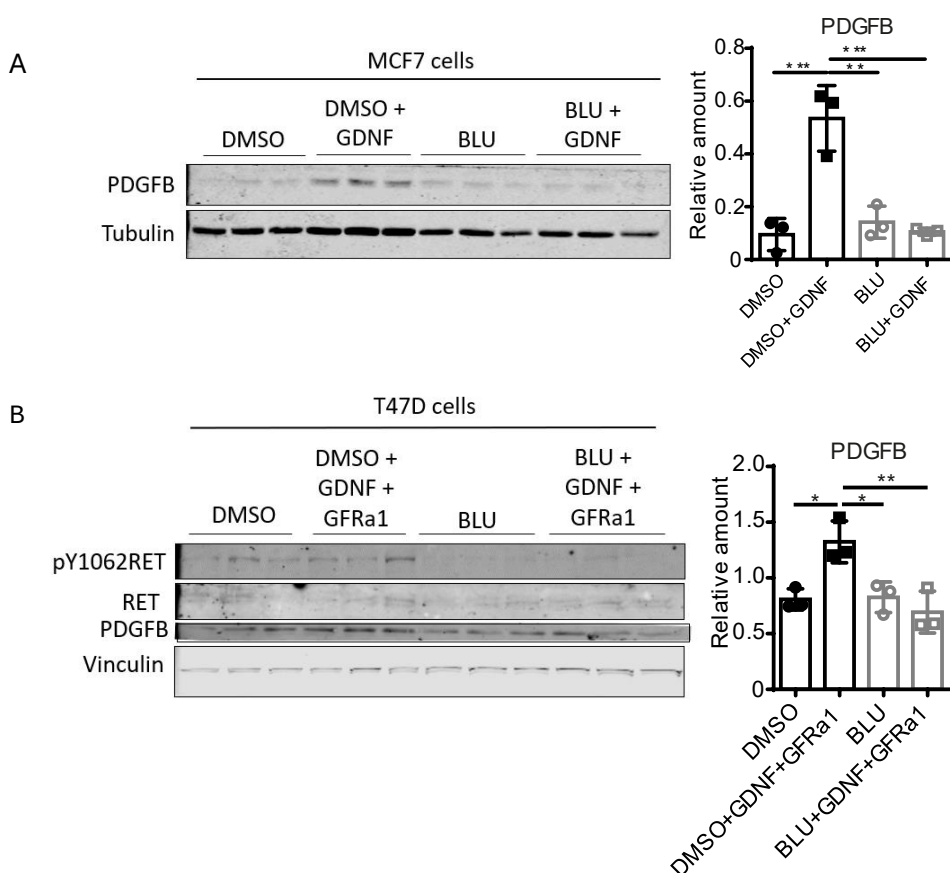 A
MCF7 cells
DMSO
DMSO +
GDNF
BLU
BLU +
GDNF
PDGFB
Tubulin
PDGFB
Relative amount
0.8
0.6
0.4
0.2
0
* **
* **
* *
DMSO
DMSO+GDNF
BLU
BLU+GDNF
B
T47D cells
DMSO
DMSO +
GDNF +
GFRa1
BLU
BLU +
GDNF +
GFRa1
pY1062RET
RET
PDGFB
Vinculin
PDGFB
Relative amount
2.0
1.5
1.0
0.5
0
**
*
*
DMSO
DMSO+GDNF+GFRa1
BLU
BLU+GDNF+GFRa1